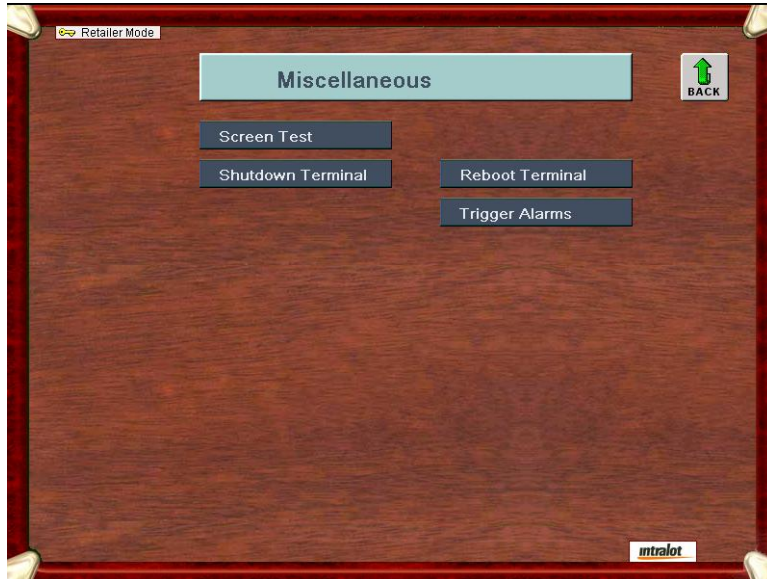 Retailer Mode
Miscellaneous
BACK
Screen Test
Shutdown Terminal
Reboot Terminal
Trigger Alarms
intralot